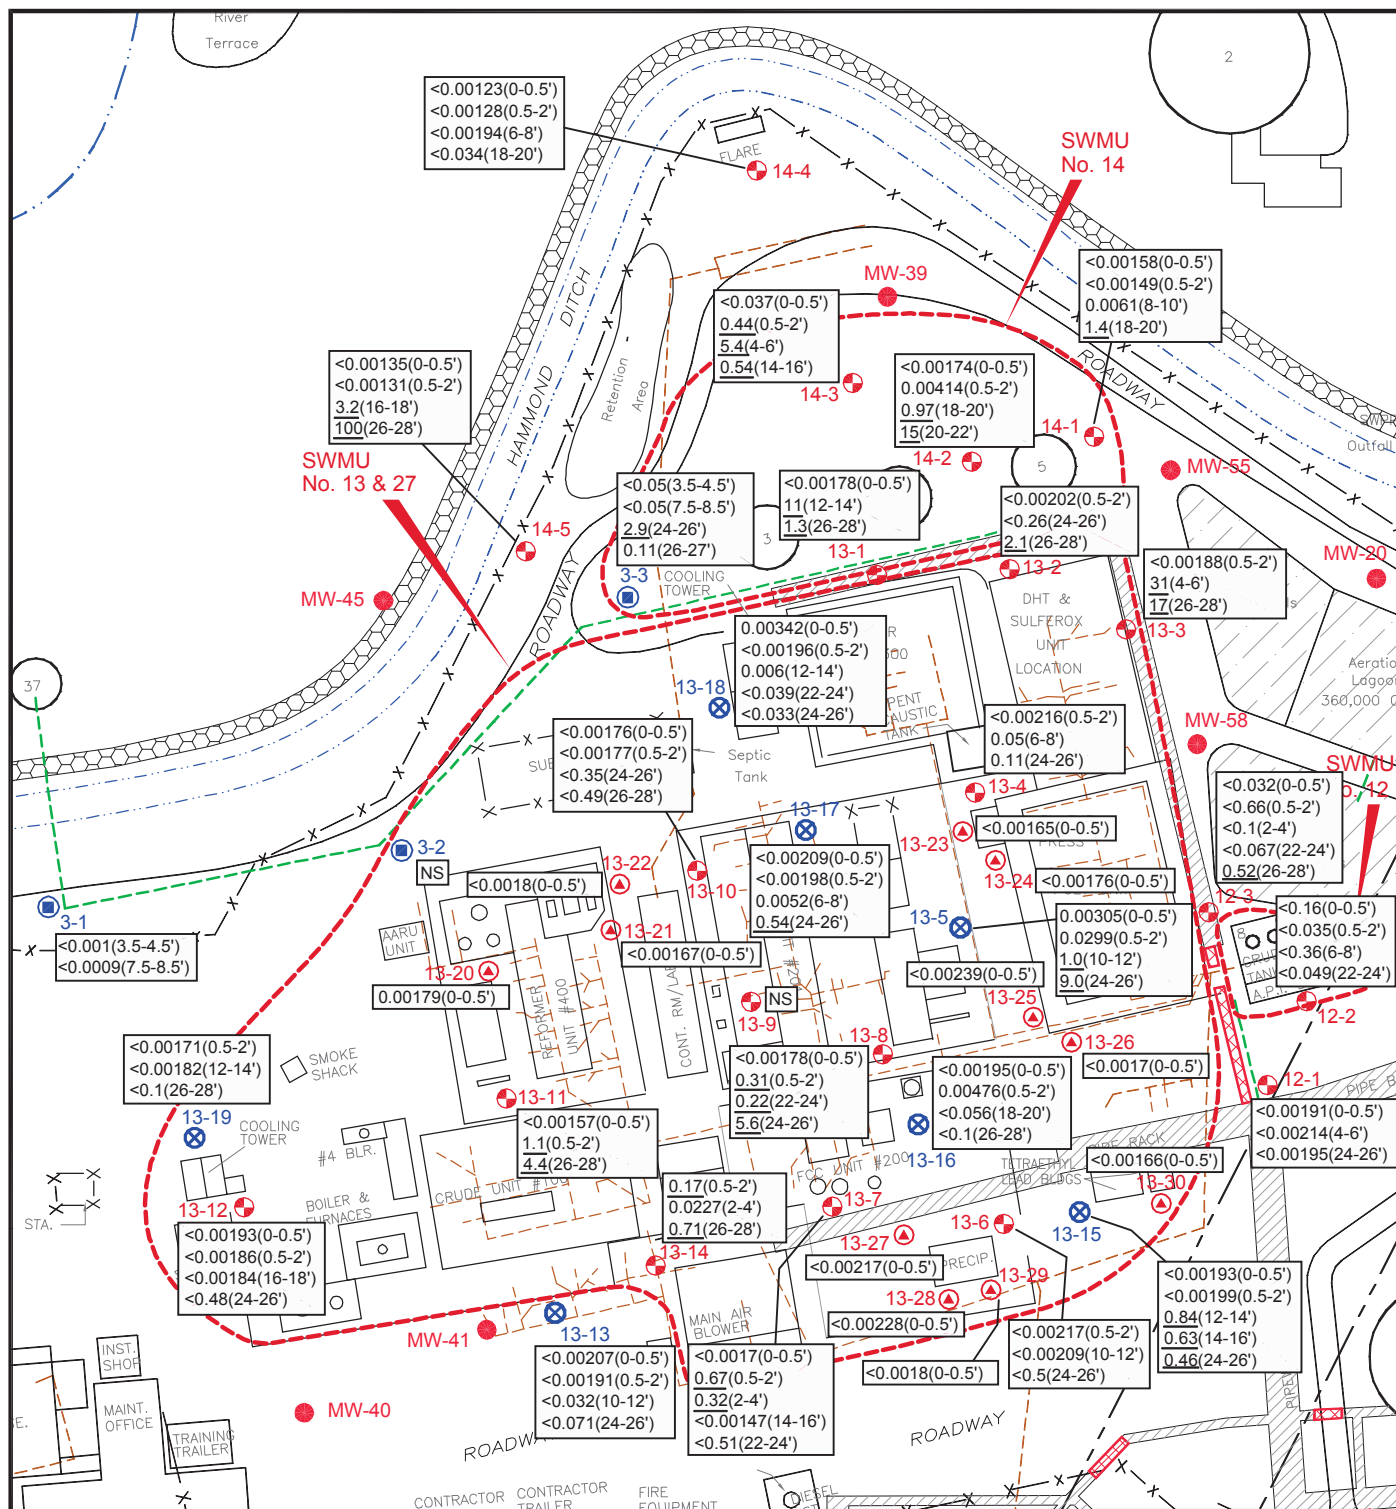 River
Terrace
2
<0.00123(0-0.5')
<0.00128(0.5-2')
<0.00194(6-8')
<0.034(18-20')
FLARE
14-4
SWMU
No. 14
HAMMOND DITCH
Retention -
Area
MW-39
<0.037(0-0.5')
0.44(0.5-2')
5.4(4-6')
0.54(14-16')
14-3
<0.00158(0-0.5')
<0.00149(0.5-2')
0.0061(8-10')
1.4(18-20')
14-1
ROADWAY
<0.00135(0-0.5')
<0.00131(0.5-2')
3.2(16-18')
100(26-28')
<0.00174(0-0.5')
0.00414(0.5-2')
0.97(18-20')
15(20-22')
14-2
5
MW-55
Outfall
SWMU
No. 13 & 27
14-5
<0.05(3.5-4.5')
<0.05(7.5-8.5')
2.9(24-26')
0.11(26-27')
3-3
3
<0.00178(0-0.5')
11(12-14')
1.3(26-28')
13-1
<0.00202(0.5-2')
<0.26(24-26')
2.1(26-28')
13-2
MW-20
<0.00188(0.5-2')
31(4-6')
17(26-28')
13-3
MW-45
ROADWAY
COOLING
TOWER
DHT &
SULFEROX
UNIT
LOCATION
37
0.00342(0-0.5')
<0.00196(0.5-2')
0.006(12-14')
<0.039(22-24')
<0.033(24-26')
13-18
Aeratio
Lagoo
360,000
MW-58
<0.00176(0-0.5')
<0.00177(0.5-2')
<0.35(24-26')
<0.49(26-28')
Septic
Tank
TANK
<0.00216(0.5-2')
0.05(6-8')
0.11(24-26')
13-4
SWMU
<0.032(0-0.5')
<0.66(0.5-2')
<0.1(2-4')
<0.067(22-24')
0.52(26-28')
12-3
13-17
13-23
<0.00165(0-0.5')
PRESS
13-24
<0.00176(0-0.5')
3-2
NS
13-22
<0.0018(0-0.5')
13-10
<0.00209(0-0.5')
<0.00198(0.5-2')
0.0052(6-8')
0.54(24-26')
13-5
0.00305(0-0.5')
0.0299(0.5-2')
1.0(10-12')
9.0(24-26')
<0.16(0-0.5')
<0.035(0.5-2')
<0.36(6-8')
<0.049(22-24')
12-2
8
A.P.I.
3-1
<0.001(3.5-4.5')
<0.0009(7.5-8.5')
AARU
UNIT
13-21
<0.00167(0-0.5')
13-20
0.00179(0-0.5')
REFORMER
UNIT #400
CONT. RM/LAB
13-9
NS
<0.00239(0-0.5')
13-25
13-26
<0.0017(0-0.5')
<0.00171(0.5-2')
<0.00182(12-14')
<0.1(26-28')
13-19
SMOKE
SHACK
13-11
<0.00157(0-0.5')
1.1(0.5-2')
4.4(26-28')
13-8
<0.00178(0-0.5')
0.31(0.5-2')
0.22(22-24')
5.6(24-26')
<0.00195(0-0.5')
0.00476(0.5-2')
<0.056(18-20')
<0.1(26-28')
13-16
12-1
<0.00191(0-0.5')
<0.00214(4-6')
<0.00195(24-26')
COOLING
TOWER
#4 BLR.
BOILER &
FURNACES
CRUDE UNIT #100
FCC UNIT #200
PIPE RACK
TETRAETHYL
LEAD BLDGS
<0.00166(0-0.5')
13-30
13-15
STA.
13-12
<0.00193(0-0.5')
<0.00186(0.5-2')
<0.00184(16-18')
<0.48(24-26')
0.17(0.5-2')
0.0227(2-4')
0.71(26-28')
13-14
13-7
13-27
<0.00217(0-0.5')
13-6
PRECIP.
13-29
13-28
<0.00228(0-0.5')
<0.0018(0-0.5')
<0.00217(0.5-2')
<0.00209(10-12')
<0.5(24-26')
<0.00193(0-0.5')
<0.00199(0.5-2')
0.84(12-14')
0.63(14-16')
0.46(24-26')
MW-41
13-13
<0.00207(0-0.5')
<0.00191(0.5-2')
<0.032(10-12')
<0.071(24-26')
MAIN AIR
BLOWER
<0.0017(0-0.5')
0.67(0.5-2')
0.32(2-4')
<0.00147(14-16')
<0.51(22-24')
INST.
SHOP
MAINT.
OFFICE
TRAINING
TRAILER
MW-40
ROADWAY
ROADWAY
CONTRACTOR
CONTRACTOR
TRAILER
FIRE
EQUIPMENT
DIESEL